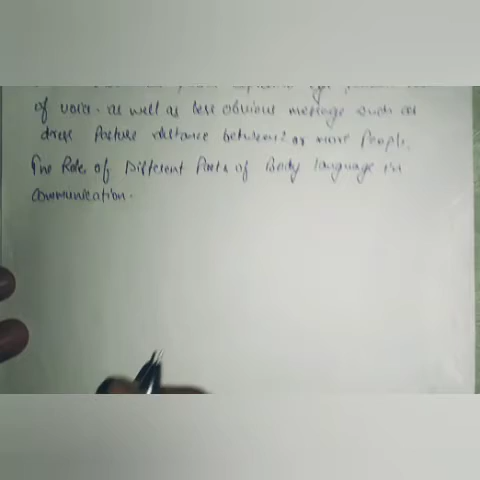 of voice. as well as less obvious message such as
dress Posture distance between 2 or more People.
The Role of Different Parts of Body language in
Communication.